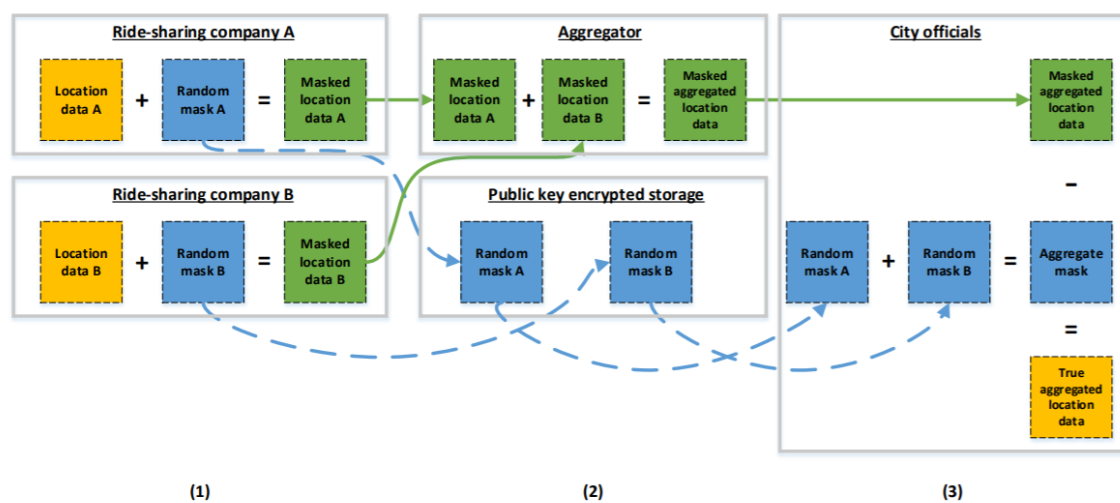 Ride-sharing company A
Location
data A
+
Random
mask A
=
Masked
location
data A
Aggregator
Masked
location
data A
+
Masked
location
data B
=
Masked
aggregated
location
data
City officials
Masked
aggregated
location
data
Ride-sharing company B
Location
data B
+
Random
mask B
=
Masked
location
data B
Public key encrypted storage
Random
mask A
Random
mask B
–
Random
mask A
+
Random
mask B
=
Aggregate
mask
=
True
aggregated
location
data
(1)
(2)
(3)